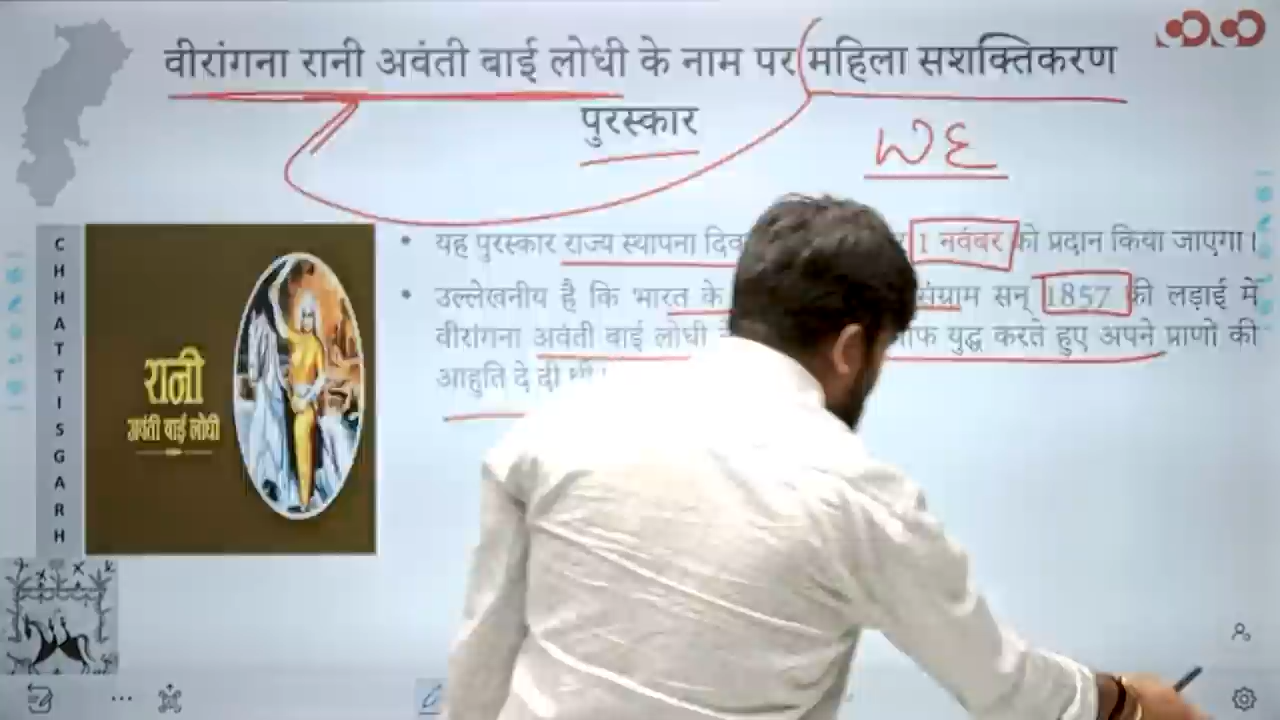 वीरांगना रानी अवंती बाई लोधी के नाम पर महिला सशक्तिकरण
पुरस्कार
WE
यह पुरस्कार राज्य स्थापना 1 नवंबर को प्रदान किया जाएगा।
उल्लेखनीय है कि भारत के संग्राम सन् 1857 की लड़ाई में
वीरांगना अवंती बाई लोधी युद्ध करते हुए अपने प्राणों की
आहुति दे दी थी
CHHATTISGARH
रानी
अवंती बाई लोधी